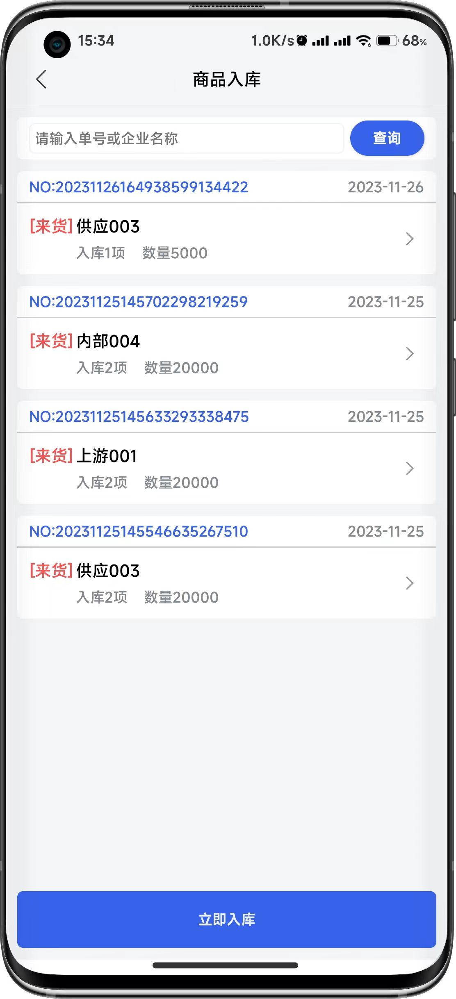 15:34 1.0K/s 6 68%
商品入库
请输入单号或企业名称 查询
NO:20231126164938599134422 2023-11-26
[来货] 供应003
入库1项 数量5000
NO:20231125145702298219259 2023-11-25
[来货] 内部004
入库2项 数量20000
NO:20231125145633293338475 2023-11-25
[来货] 上游001
入库2项 数量20000
NO:20231125145546635267510 2023-11-25
[来货] 供应003
入库2项 数量20000
立即入库